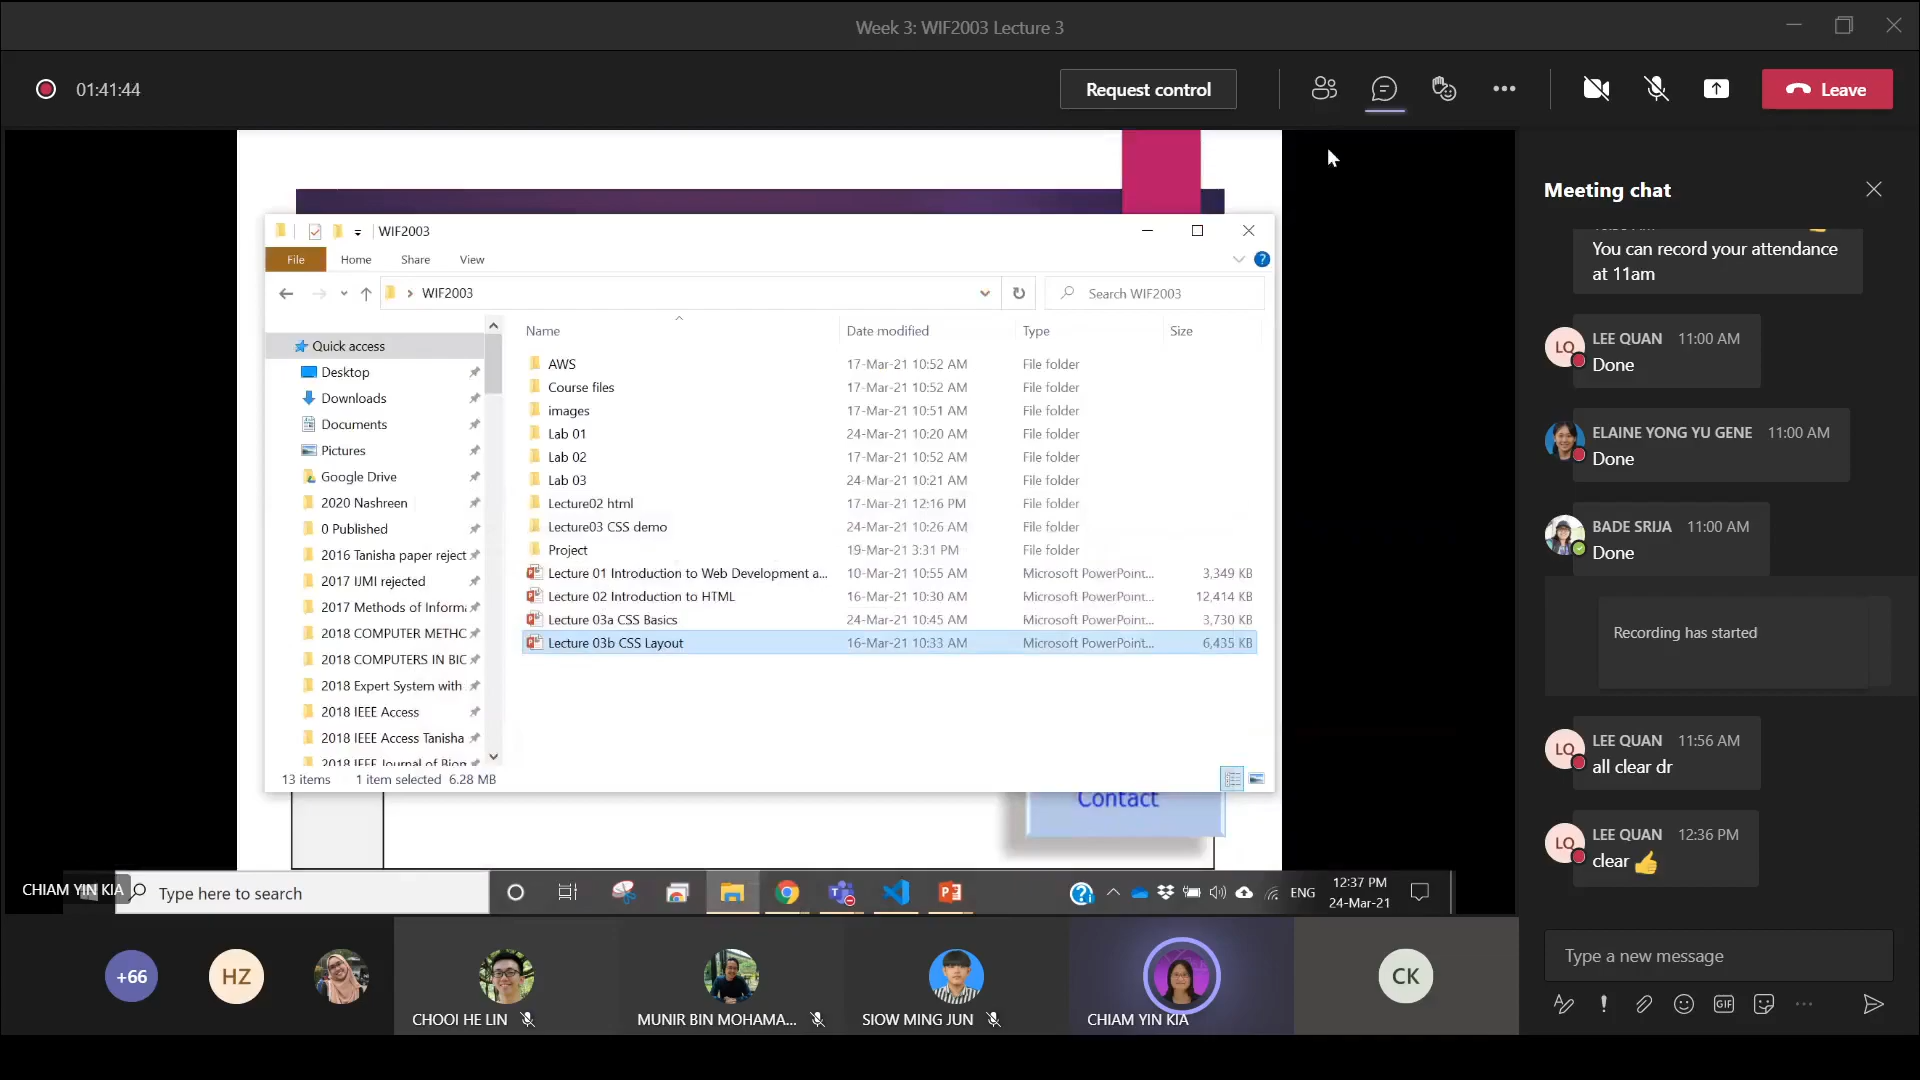 Week 3: WIF2003 Lecture 3
01:41:44
Request control
Leave
WIF2003
File
Home
Share
View
WIF2003
Search WIF2003
Quick access
Desktop
Downloads
Documents
Pictures
Google Drive
2020 Nashreen
0 Published
2016 Tanisha paper reject
2017 IJMI rejected
2017 Methods of Inform
2018 COMPUTER METHC
2018 COMPUTERS IN BIC
2018 Expert System with
2018 IEEE Access
2018 IEEE Access Tanisha
2018 IEEE Journal of Biom
Name Date modified Type Size
AWS 17-Mar-21 10:52 AM File folder
Course files 17-Mar-21 10:52 AM File folder
images 17-Mar-21 10:51 AM File folder
Lab 01 24-Mar-21 10:20 AM File folder
Lab 02 17-Mar-21 10:52 AM File folder
Lab 03 24-Mar-21 10:21 AM File folder
Lecture02 html 17-Mar-21 12:16 PM File folder
Lecture03 CSS demo 24-Mar-21 10:26 AM File folder
Project 19-Mar-21 3:31 PM File folder
Lecture 01 Introduction to Web Development a... 10-Mar-21 10:55 AM Microsoft PowerPoint... 3,349 KB
Lecture 02 Introduction to HTML 16-Mar-21 10:30 AM Microsoft PowerPoint... 12,414 KB
Lecture 03a CSS Basics 24-Mar-21 10:45 AM Microsoft PowerPoint... 3,730 KB
Lecture 03b CSS Layout 16-Mar-21 10:33 AM Microsoft PowerPoint... 6,435 KB
13 items 1 item selected 6.28 MB
Contact
CHIAM YIN KIA
Type here to search
ENG
12:37 PM
24-Mar-21
+66
HZ
CHOOI HE LIN
MUNIR BIN MOHAMA...
SIOW MING JUN
CHIAM YIN KIA
CK
Meeting chat
You can record your attendance
at 11am
LQ
LEE QUAN 11:00 AM
Done
ELAINE YONG YU GENE 11:00 AM
Done
BADE SRIJA 11:00 AM
Done
Recording has started
LQ
LEE QUAN 11:56 AM
all clear dr
LQ
LEE QUAN 12:36 PM
clear 👍
Type a new message
GIF